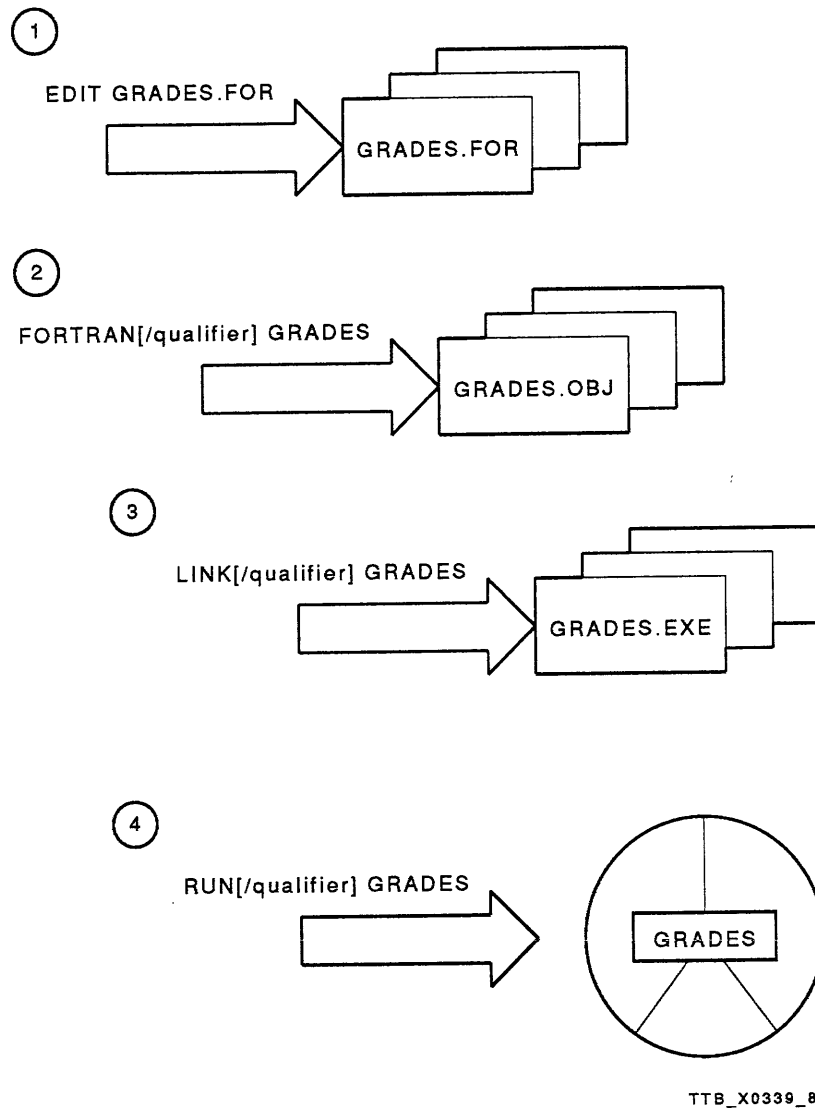 1
EDIT GRADES.FOR
GRADES.FOR
2
FORTRAN[/qualifier] GRADES
GRADES.OBJ
3
LINK[/qualifier] GRADES
GRADES.EXE
4
RUN[/qualifier] GRADES
GRADES
TTB_X0339_8